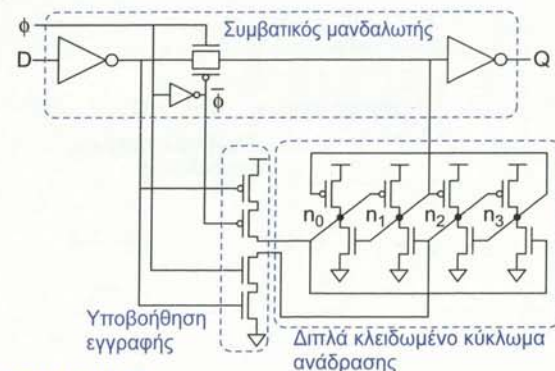 ϕ
Συμβατικός μανδαλωτής
D
Q
ϕ̅
n₀
n₁
n₂
n₃
Υποβοήθηση
εγγραφής
Διπλά κλειδωμένο κύκλωμα
ανάδρασης